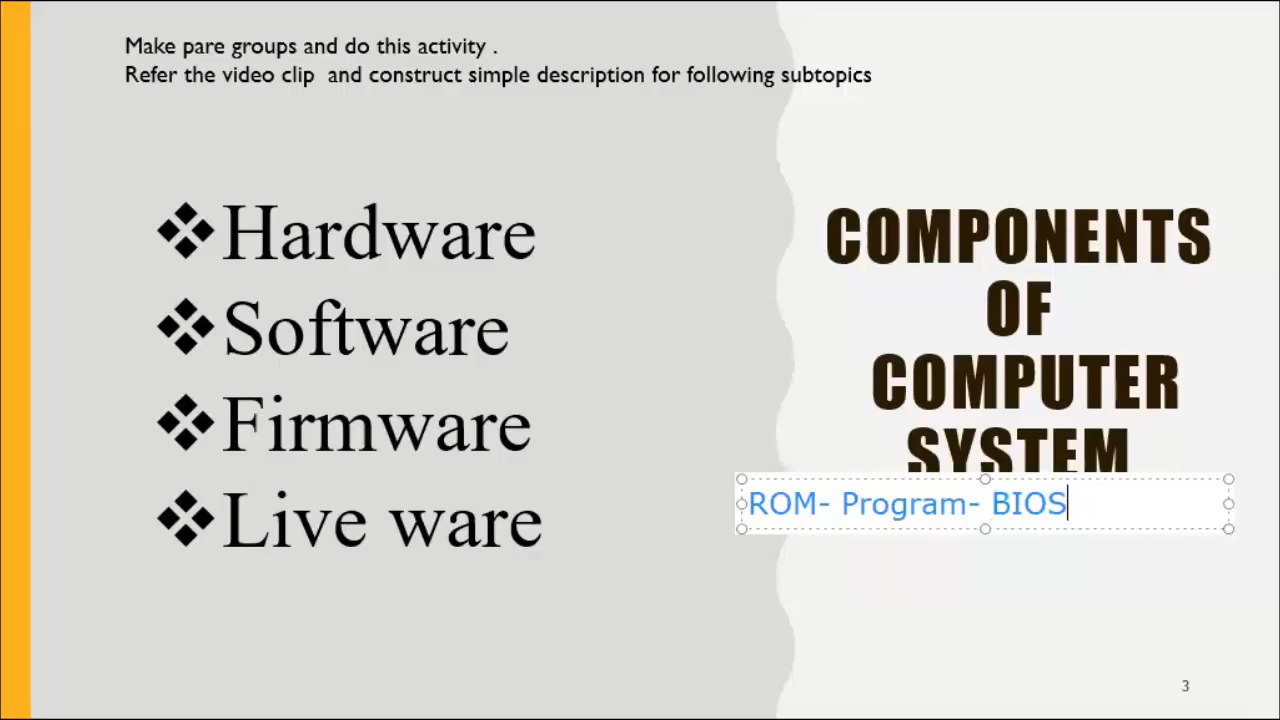 Make pare groups and do this activity .
Refer the video clip and construct simple description for following subtopics
❖Hardware
❖Software
❖Firmware
❖Live ware
COMPONENTS
OF
COMPUTER
SYSTEM
ROM- Program- BIOS
3